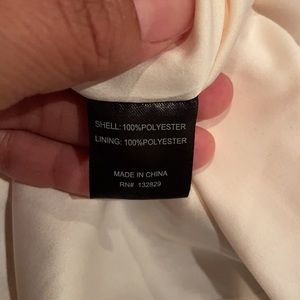 SHELL:100%POLYESTER
LINING: 100%POLYESTER
MADE IN CHINA
RN# 132829